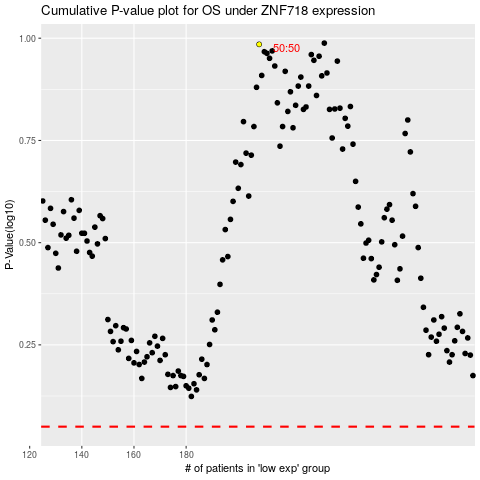 Cumulative P-value plot for OS under ZNF718 expression
P-Value(log10)
1.00
0.75
0.50
0.25
50:50
120 140 160 180
# of patients in 'low exp' group